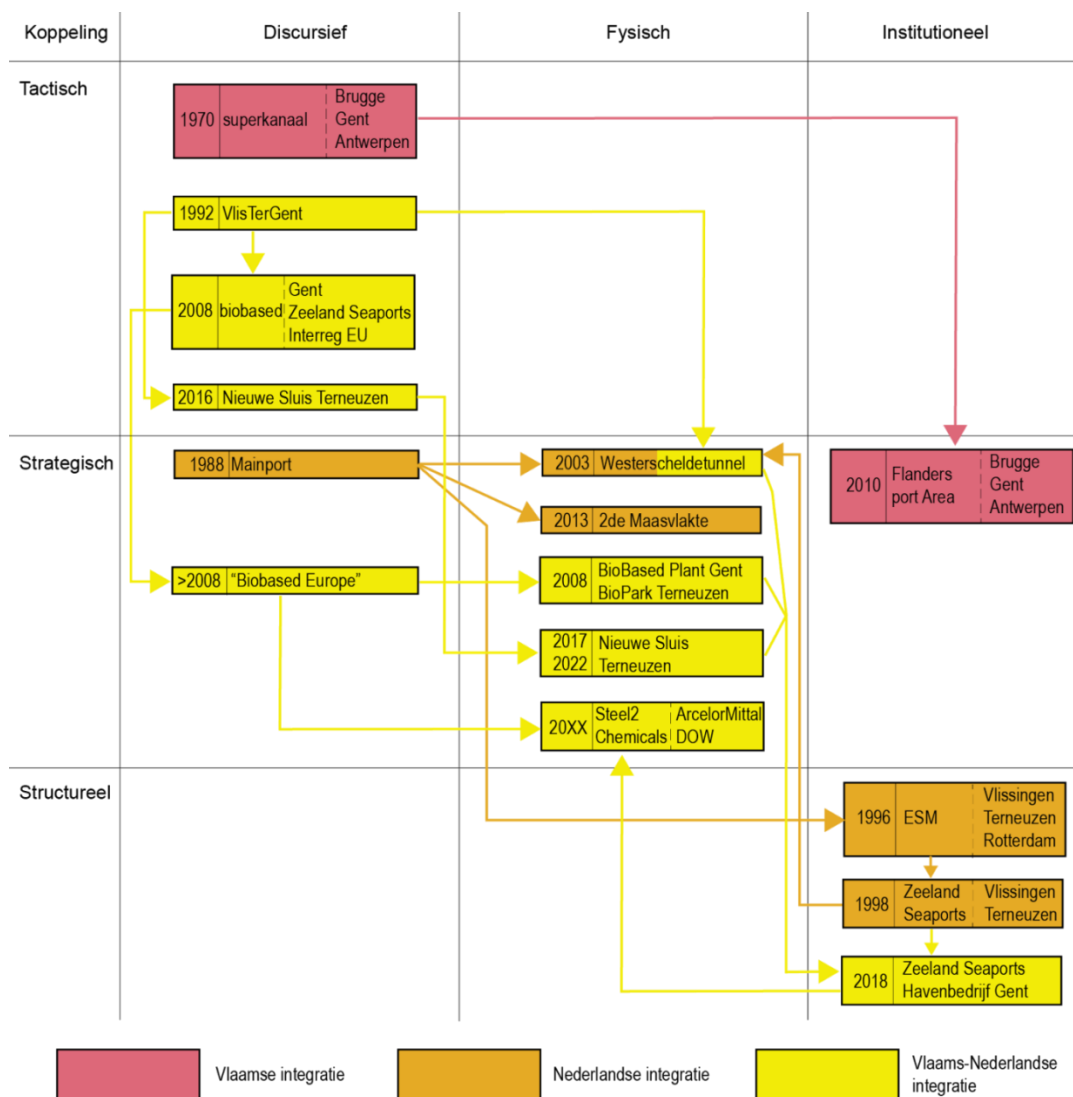 Koppeling
Discursief
Fysisch
Institutioneel
Tactisch
1970
superkanaal
Brugge
Gent
Antwerpen
1992
VlisTerGent
2008
biobased
Gent
Zeeland Seaports
Interreg EU
2016
Nieuwe Sluis Terneuzen
Strategisch
1988
Mainport
2003
Westerscheldetunnel
2010
Flanders
port Area
Brugge
Gent
Antwerpen
2013
2de Maasvlakte
>2008
"Biobased Europe"
2008
BioBased Plant Gent
BioPark Terneuzen
2017
2022
Nieuwe Sluis
Terneuzen
20XX
Steel2
Chemicals
ArcelorMittal
DOW
Structureel
1996
ESM
Vlissingen
Terneuzen
Rotterdam
1998
Zeeland
Seaports
Vlissingen
Terneuzen
2018
Zeeland Seaports
Havenbedrijf Gent
Vlaamse integratie
Nederlandse integratie
Vlaams-Nederlandse
integratie